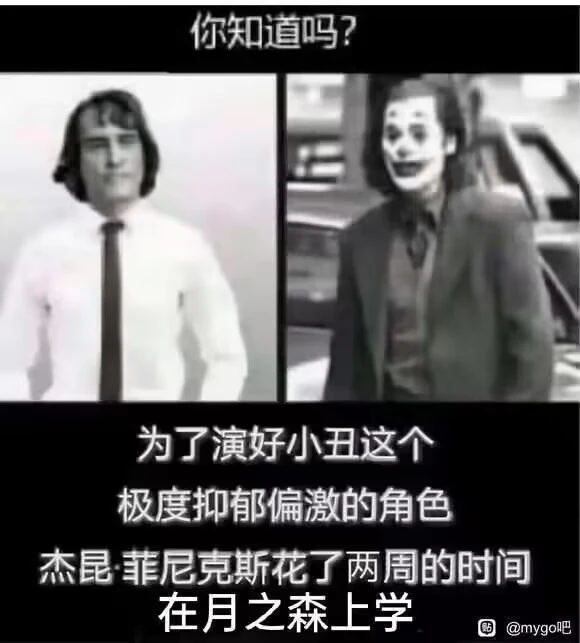 你知道吗?
为了演好小丑这个
极度抑郁偏激的角色
杰昆·菲尼克斯花了两周的时间
在月之森上学
贴 @mygo吧